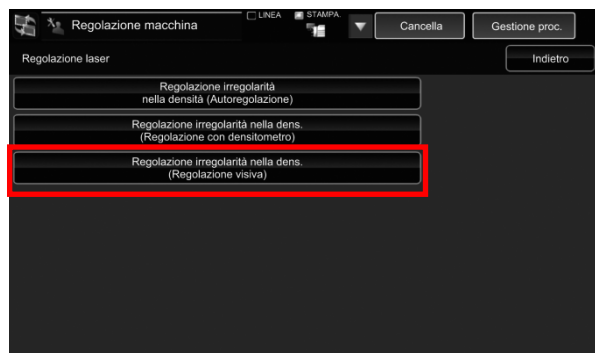 Regolazione macchina
LINEA
STAMPA.
Cancella
Gestione proc.
Regolazione laser
Indietro
Regolazione irregolarità
nella densità (Autoregolazione)
Regolazione irregolarità nella dens.
(Regolazione con densitometro)
Regolazione irregolarità nella dens.
(Regolazione visiva)